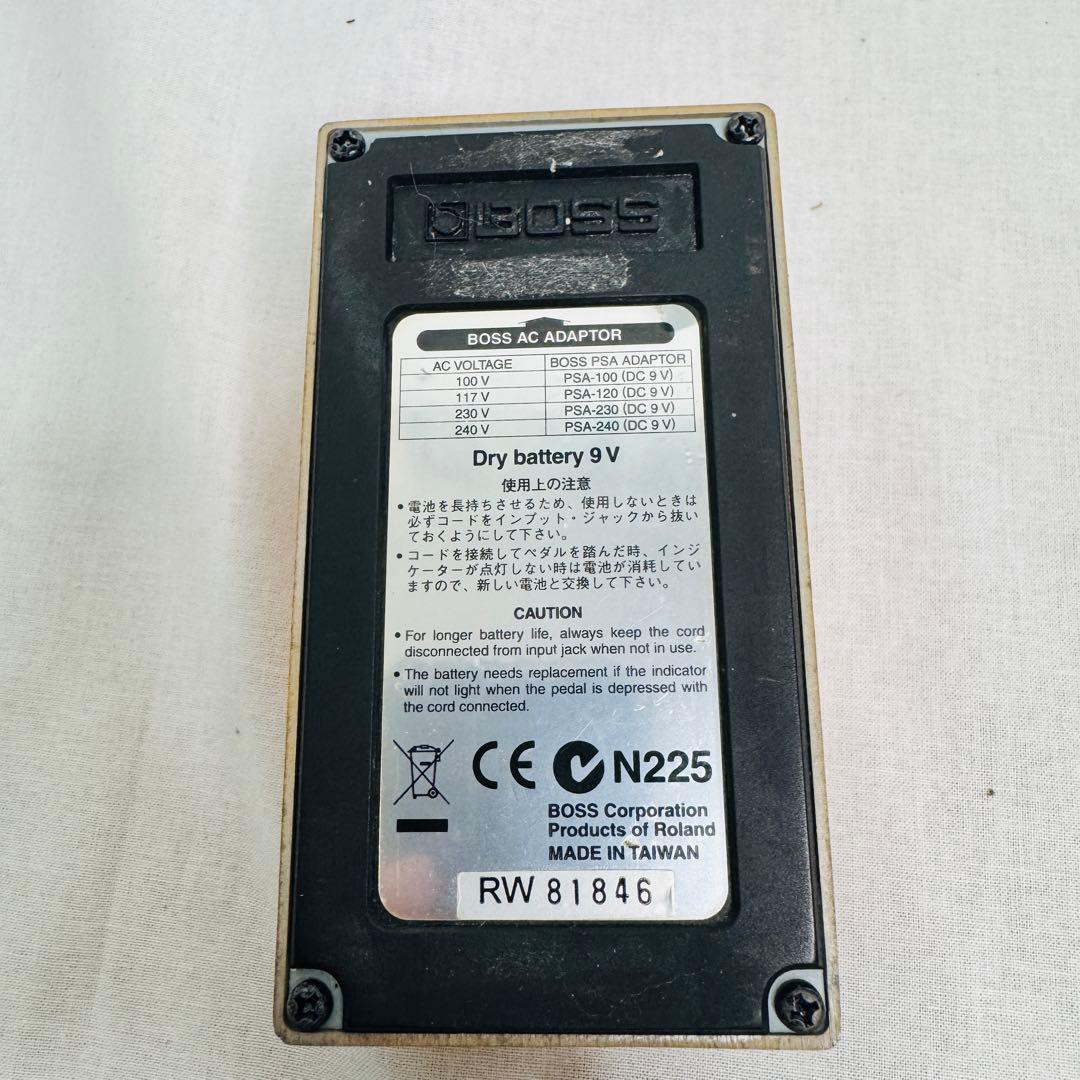 BOSS
BOSS AC ADAPTOR
AC VOLTAGE BOSS PSA ADAPTOR
100 V PSA-100 (DC 9 V)
117 V PSA-120 (DC 9 V)
230 V PSA-230 (DC 9 V)
240 V PSA-240 (DC 9 V)
Dry battery 9 V
使用上の注意
• 電池を長持ちさせるため、使用しないときは
必ずコードをインプット・ジャックから抜い
ておくようにして下さい。
• コードを接続してペダルを踏んだ時、インジ
ケーターが点灯しない時は電池が消耗してい
ますので、新しい電池と交換して下さい。
CAUTION
• For longer battery life, always keep the cord
disconnected from input jack when not in use.
• The battery needs replacement if the indicator
will not light when the pedal is depressed with
the cord connected.
CE N225
BOSS Corporation
Products of Roland
MADE IN TAIWAN
RW 81846